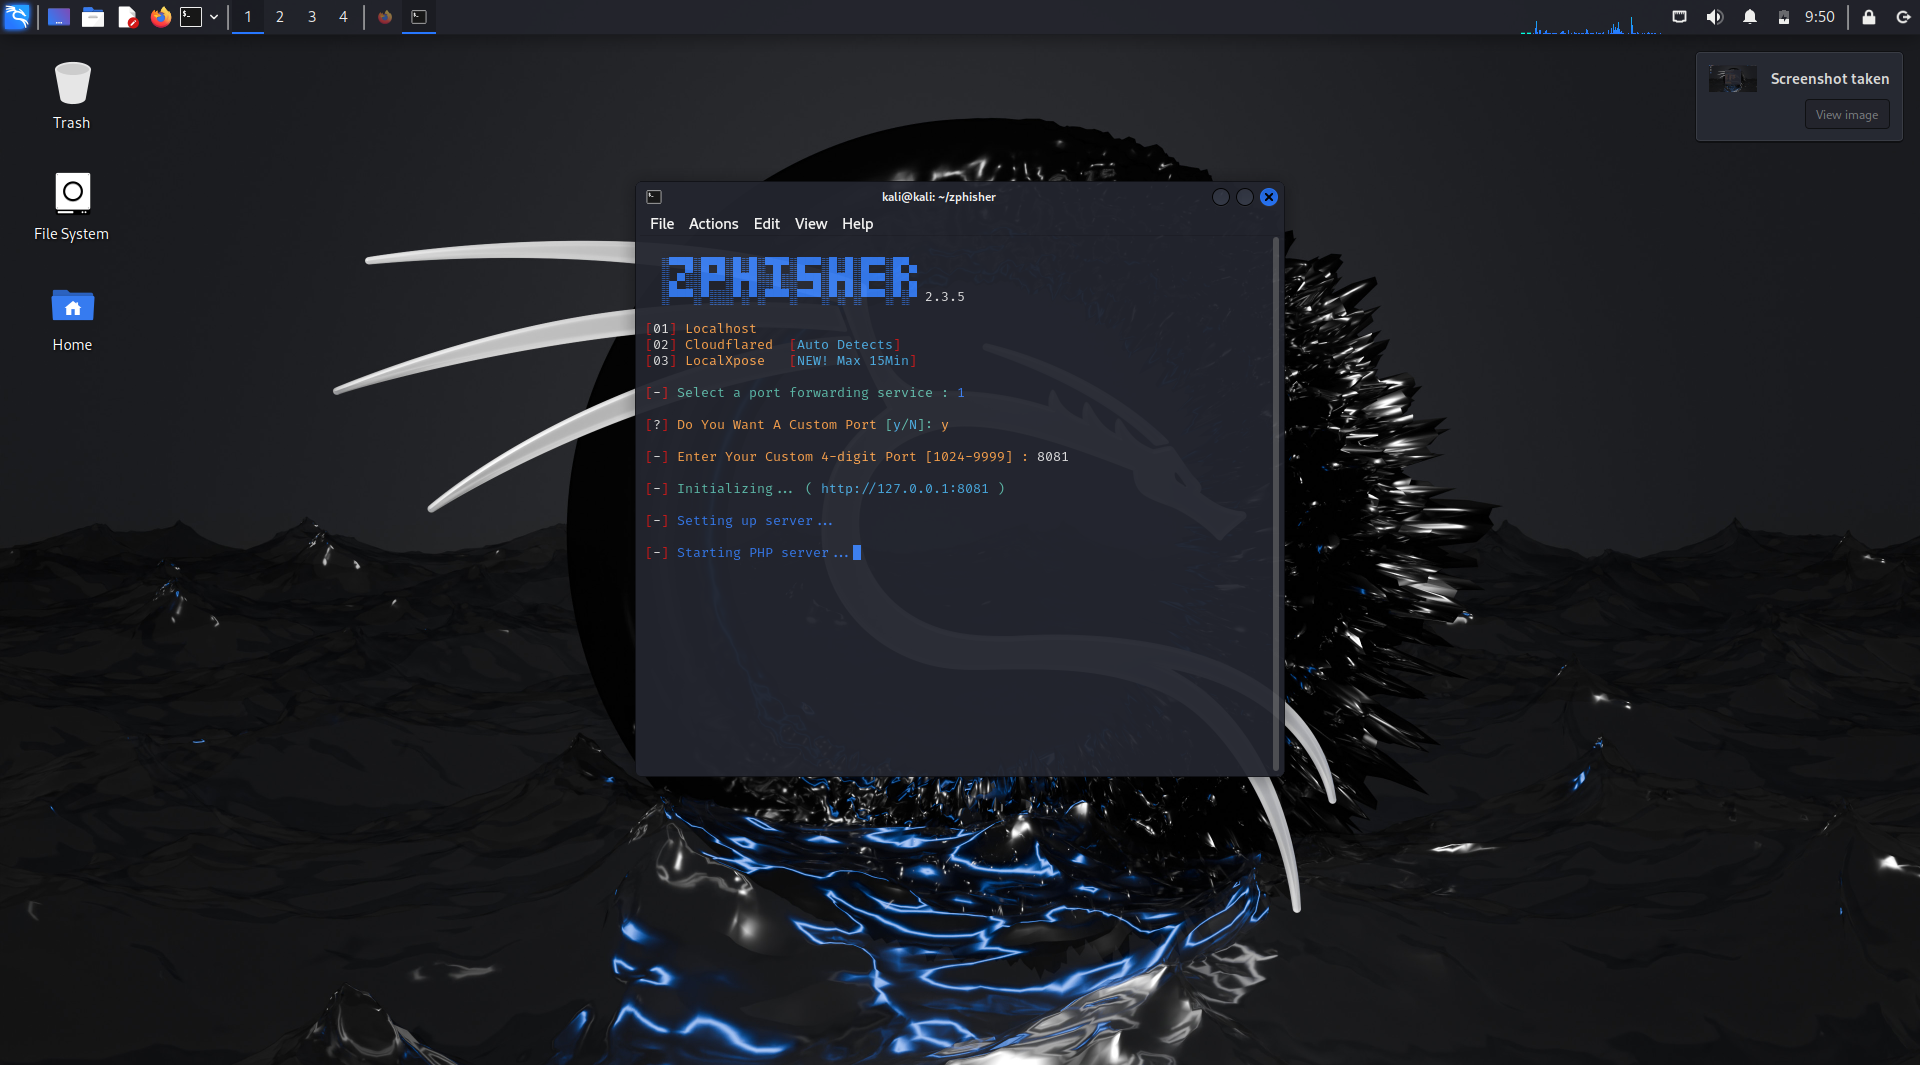 1 2 3 4
9:50
Trash
File System
Home
Screenshot taken
View image
kali@kali: ~/zphisher
File Actions Edit View Help
ZPHISHER 2.3.5
[01] Localhost
[02] Cloudflared [Auto Detects]
[03] LocalXpose [NEW! Max 15Min]
[-] Select a port forwarding service : 1
[?] Do You Want A Custom Port [y/N]: y
[-] Enter Your Custom 4-digit Port [1024-9999] : 8081
[-] Initializing... ( http://127.0.0.1:8081 )
[-] Setting up server...
[-] Starting PHP server...